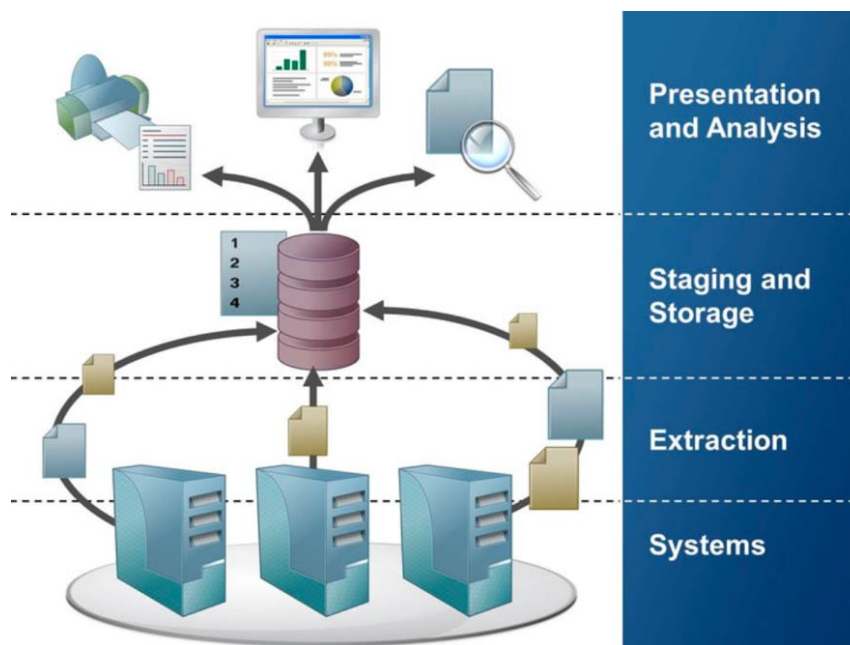 Presentation
and Analysis
1
2
3
4
Staging and
Storage
Extraction
Systems